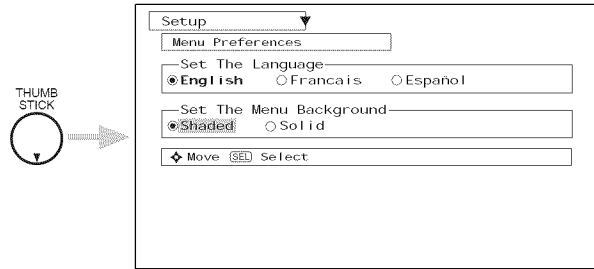 Setup
Menu Preferences
Set The Language
English Francais Español
THUMB
STICK
Set The Menu Background
Shaded Solid
Move SEL Select